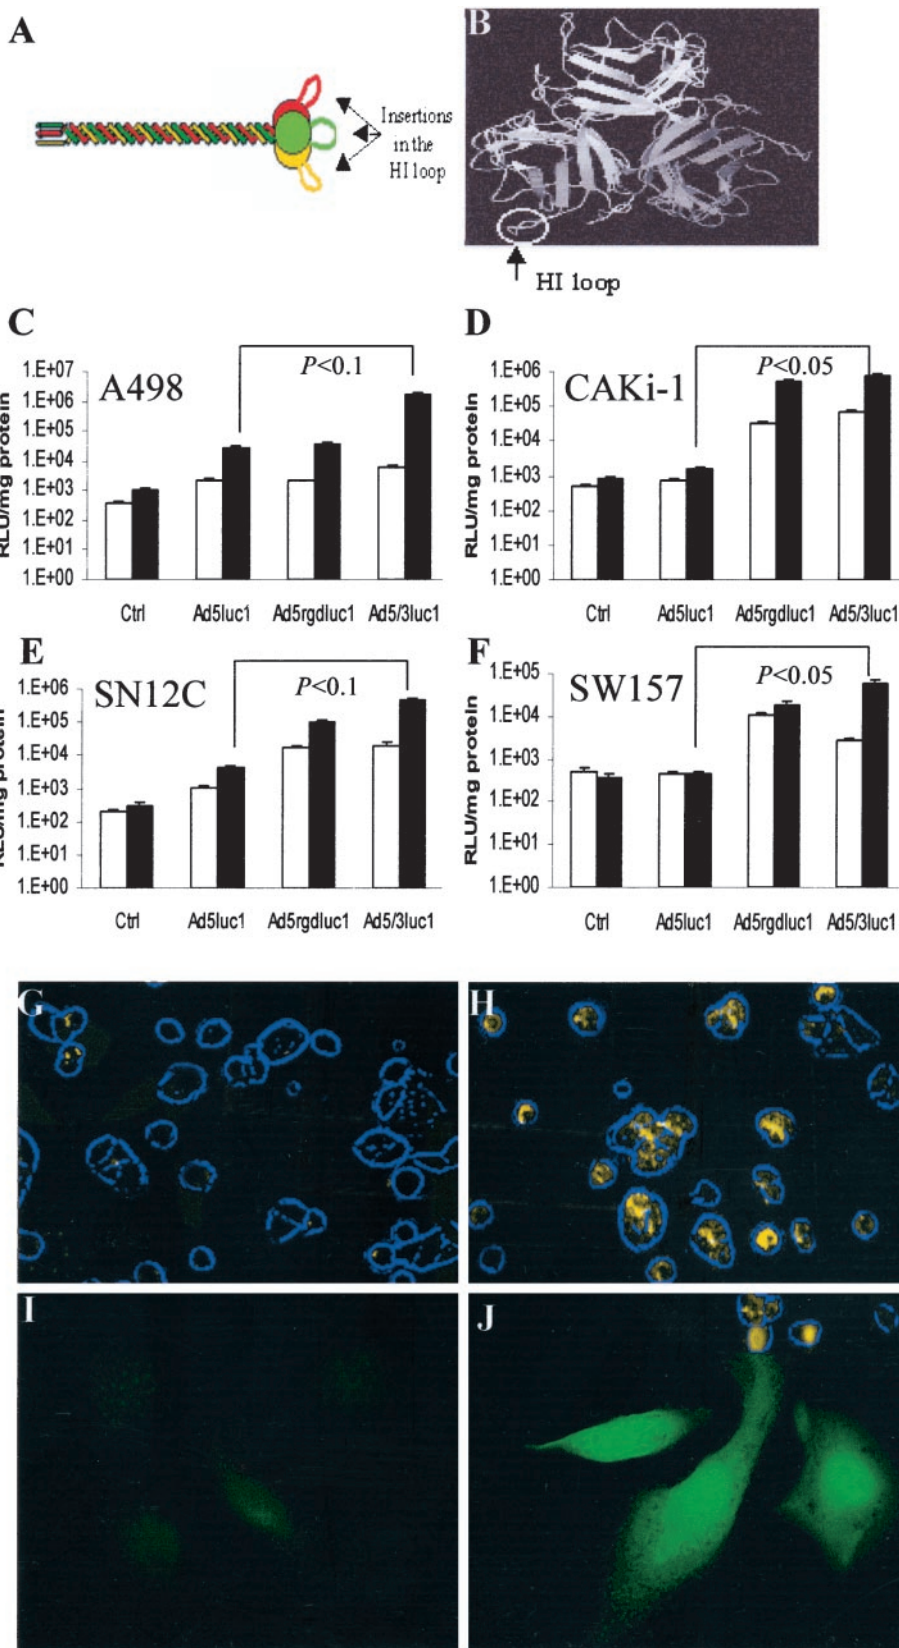 A
Insertions
in the
HI loop
B
HI loop
C
A498
P<0.1
RLU/mg protein
1.E+07
1.E+06
1.E+05
1.E+04
1.E+03
1.E+02
1.E+01
1.E+00
Ctrl Ad5luc1 Ad5rgdluc1 Ad5/3luc1
D
CAKi-1
P<0.05
RLU/mg protein
1.E+06
1.E+05
1.E+04
1.E+03
1.E+02
1.E+01
1.E+00
Ctrl Ad5luc1 Ad5rgdluc1 Ad5/3luc1
E
SN12C
P<0.1
RLU/mg protein
1.E+06
1.E+05
1.E+04
1.E+03
1.E+02
1.E+01
1.E+00
Ctrl Ad5luc1 Ad5rgdluc1 Ad5/3luc1
F
SW157
P<0.05
RLU/mg protein
1.E+05
1.E+04
1.E+03
1.E+02
1.E+01
1.E+00
Ctrl Ad5luc1 Ad5rgdluc1 Ad5/3luc1
G
H
I
J